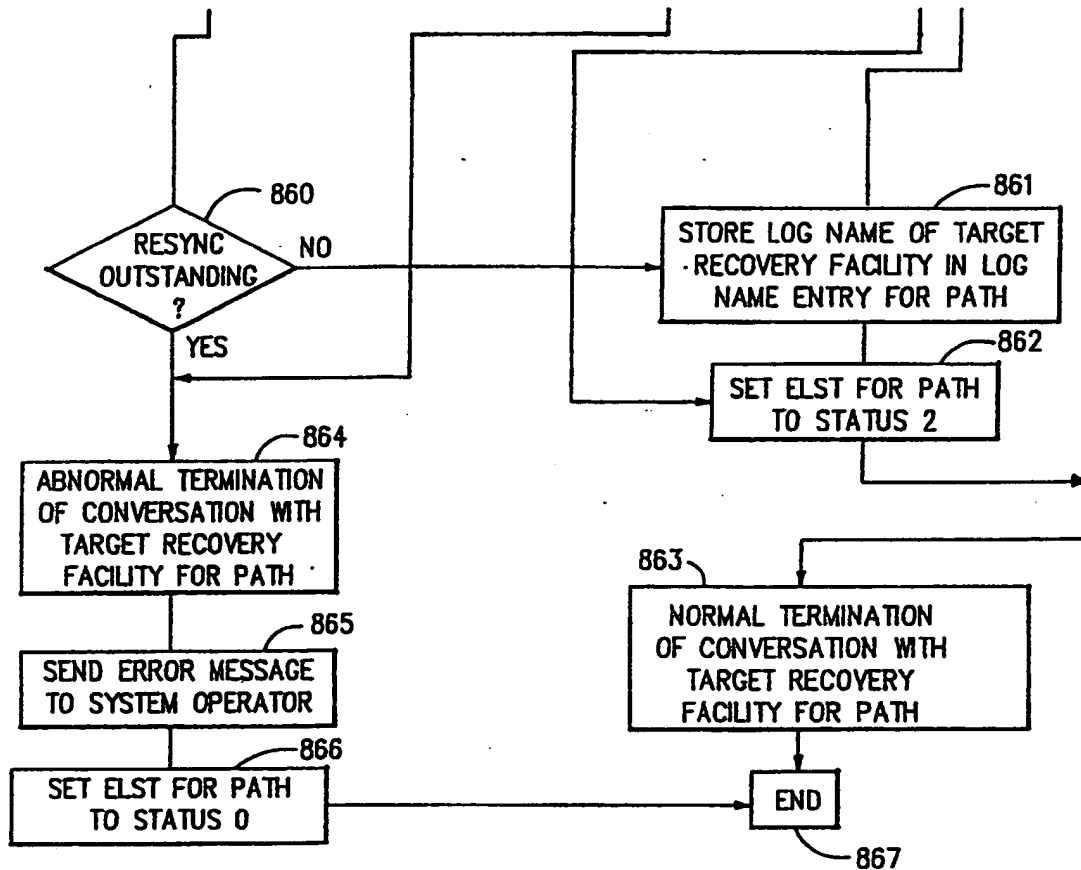 860
RESYNC
OUTSTANDING
?
NO
YES
861
STORE LOG NAME OF TARGET
RECOVERY FACILITY IN LOG
NAME ENTRY FOR PATH
862
SET ELST FOR PATH
TO STATUS 2
864
ABNORMAL TERMINATION
OF CONVERSATION WITH
TARGET RECOVERY
FACILITY FOR PATH
863
NORMAL TERMINATION
OF CONVERSATION WITH
TARGET RECOVERY
FACILITY FOR PATH
865
SEND ERROR MESSAGE
TO SYSTEM OPERATOR
866
SET ELST FOR PATH
TO STATUS 0
END
867